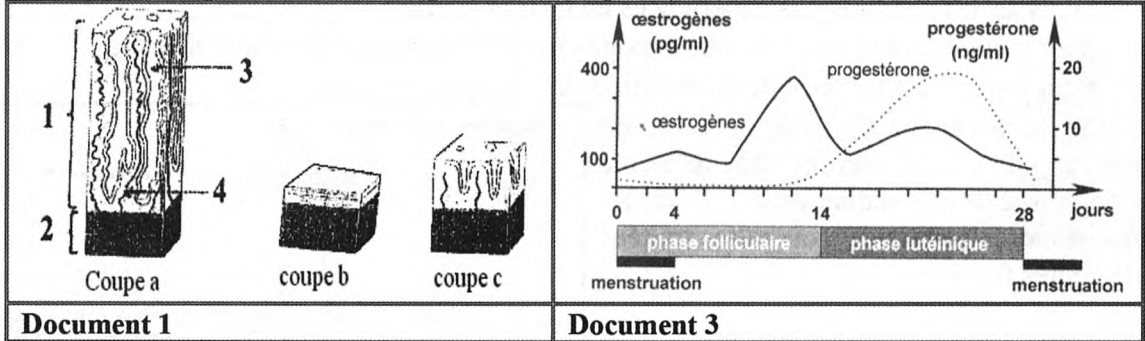 1
2
3
4
Coupe a
coupe b
coupe c
Document 1
œstrogènes
(pg/ml)
progestérone
(ng/ml)
400
100
20
10
progestérone
œstrogènes
0
4
14
28
jours
phase folliculaire
phase lutéinique
menstruation
menstruation
Document 3